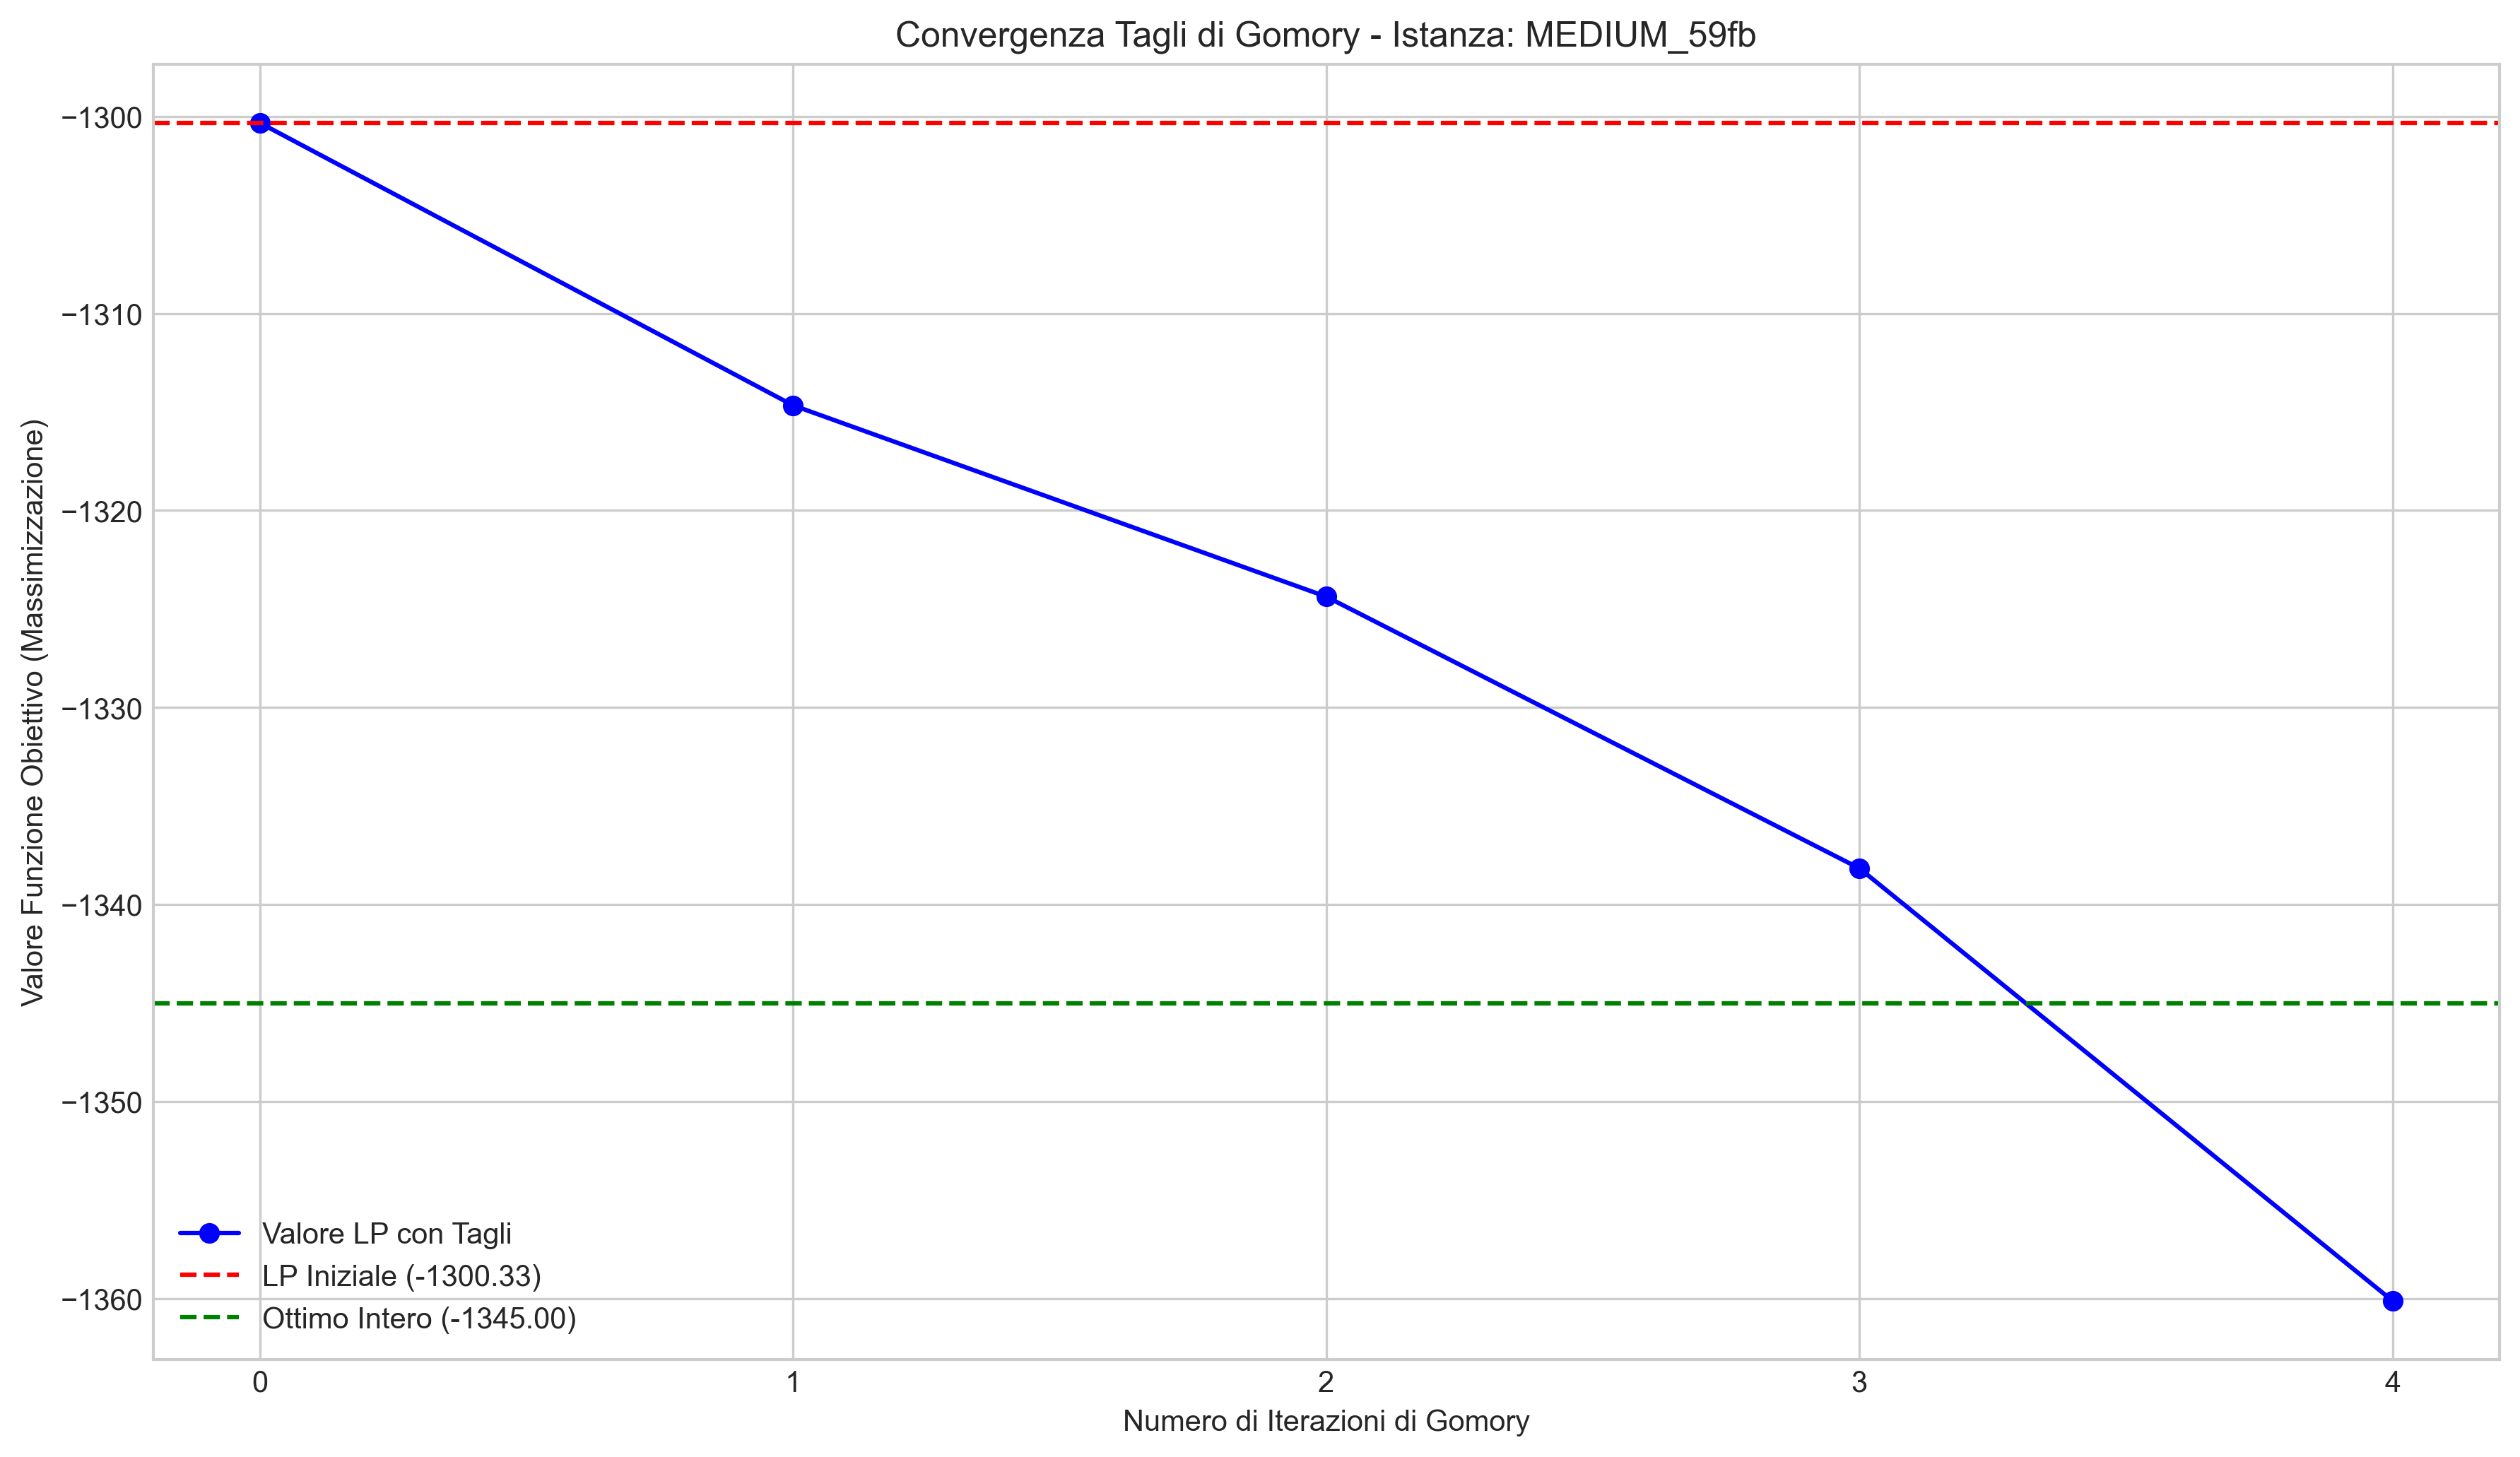 Convergenza Tagli di Gomory - Istanza: MEDIUM_59fb
Valore Funzione Obiettivo (Massimizzazione)
−1300
−1310
−1320
−1330
−1340
−1350
−1360
Valore LP con Tagli
LP Iniziale (-1300.33)
Ottimo Intero (-1345.00)
0 1 2 3 4
Numero di Iterazioni di Gomory